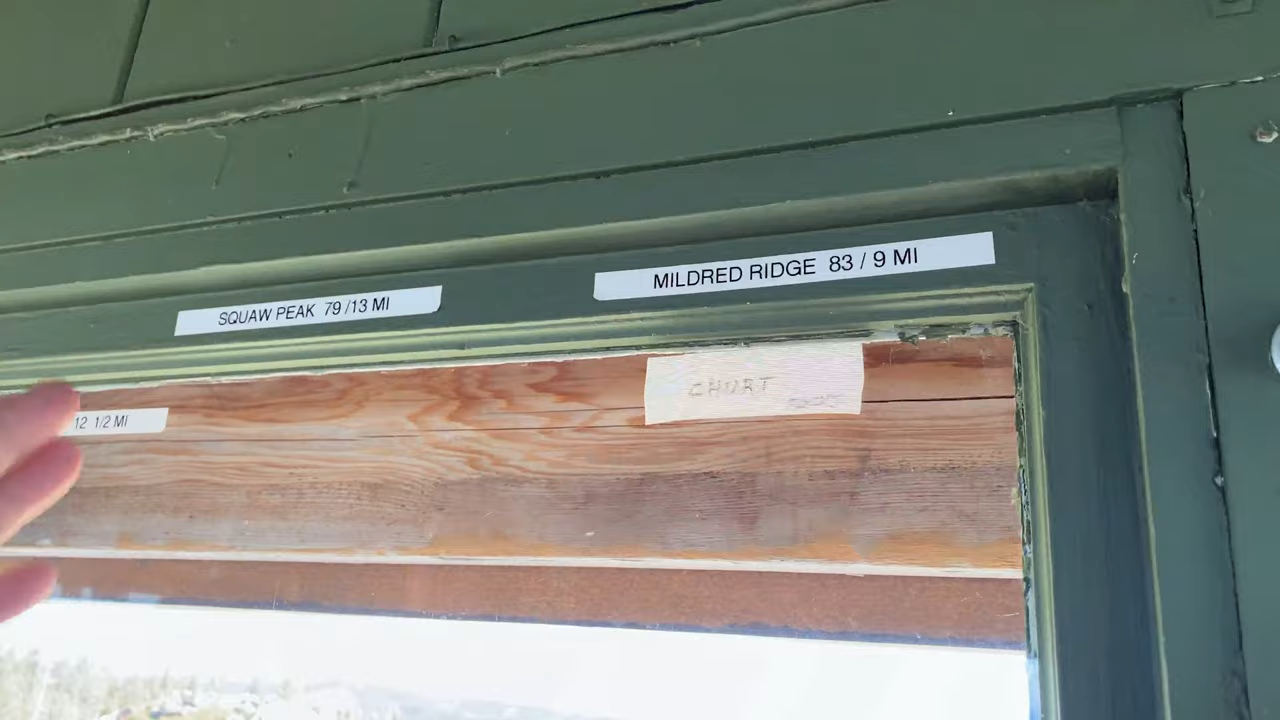 SQUAW PEAK 79 /13 MI
MILDRED RIDGE 83 / 9 MI
CHURT
12 1/2 MI